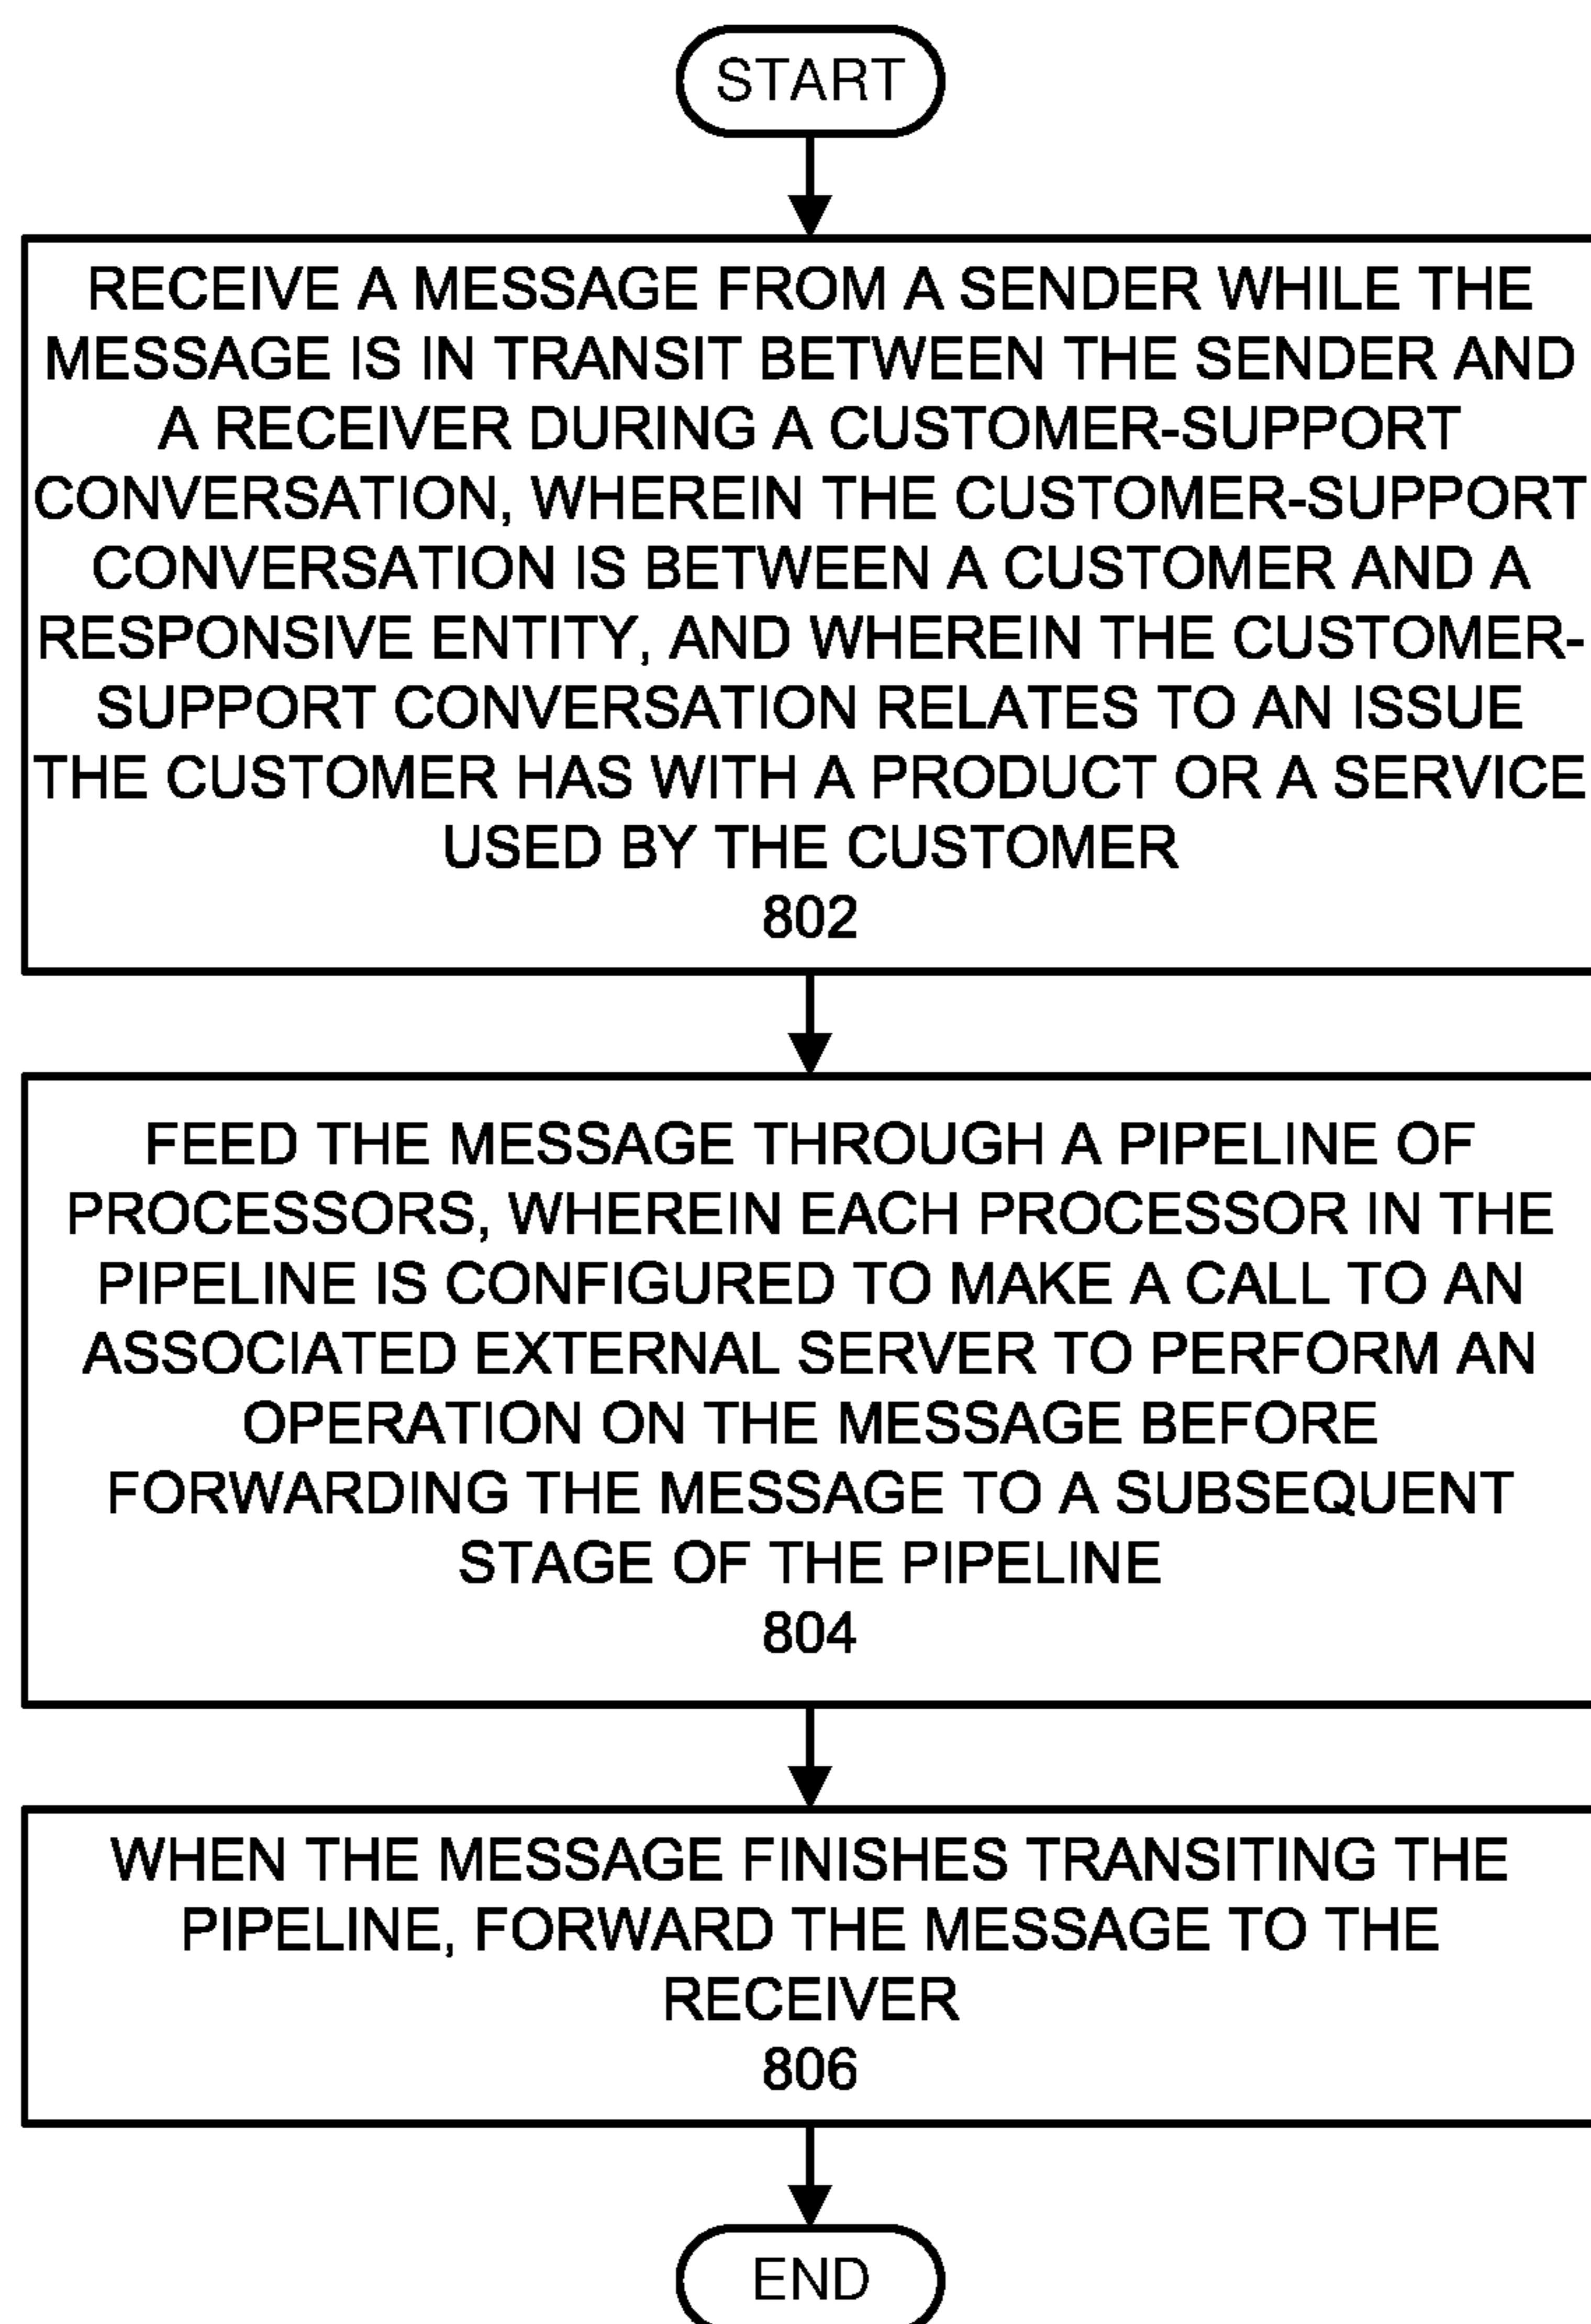 START
RECEIVE A MESSAGE FROM A SENDER WHILE THE
MESSAGE IS IN TRANSIT BETWEEN THE SENDER AND
A RECEIVER DURING A CUSTOMER-SUPPORT
CONVERSATION, WHEREIN THE CUSTOMER-SUPPORT
CONVERSATION IS BETWEEN A CUSTOMER AND A
RESPONSIVE ENTITY, AND WHEREIN THE CUSTOMER-
SUPPORT CONVERSATION RELATES TO AN ISSUE
THE CUSTOMER HAS WITH A PRODUCT OR A SERVICE
USED BY THE CUSTOMER
802
FEED THE MESSAGE THROUGH A PIPELINE OF
PROCESSORS, WHEREIN EACH PROCESSOR IN THE
PIPELINE IS CONFIGURED TO MAKE A CALL TO AN
ASSOCIATED EXTERNAL SERVER TO PERFORM AN
OPERATION ON THE MESSAGE BEFORE
FORWARDING THE MESSAGE TO A SUBSEQUENT
STAGE OF THE PIPELINE
804
WHEN THE MESSAGE FINISHES TRANSITING THE
PIPELINE, FORWARD THE MESSAGE TO THE
RECEIVER
806
END